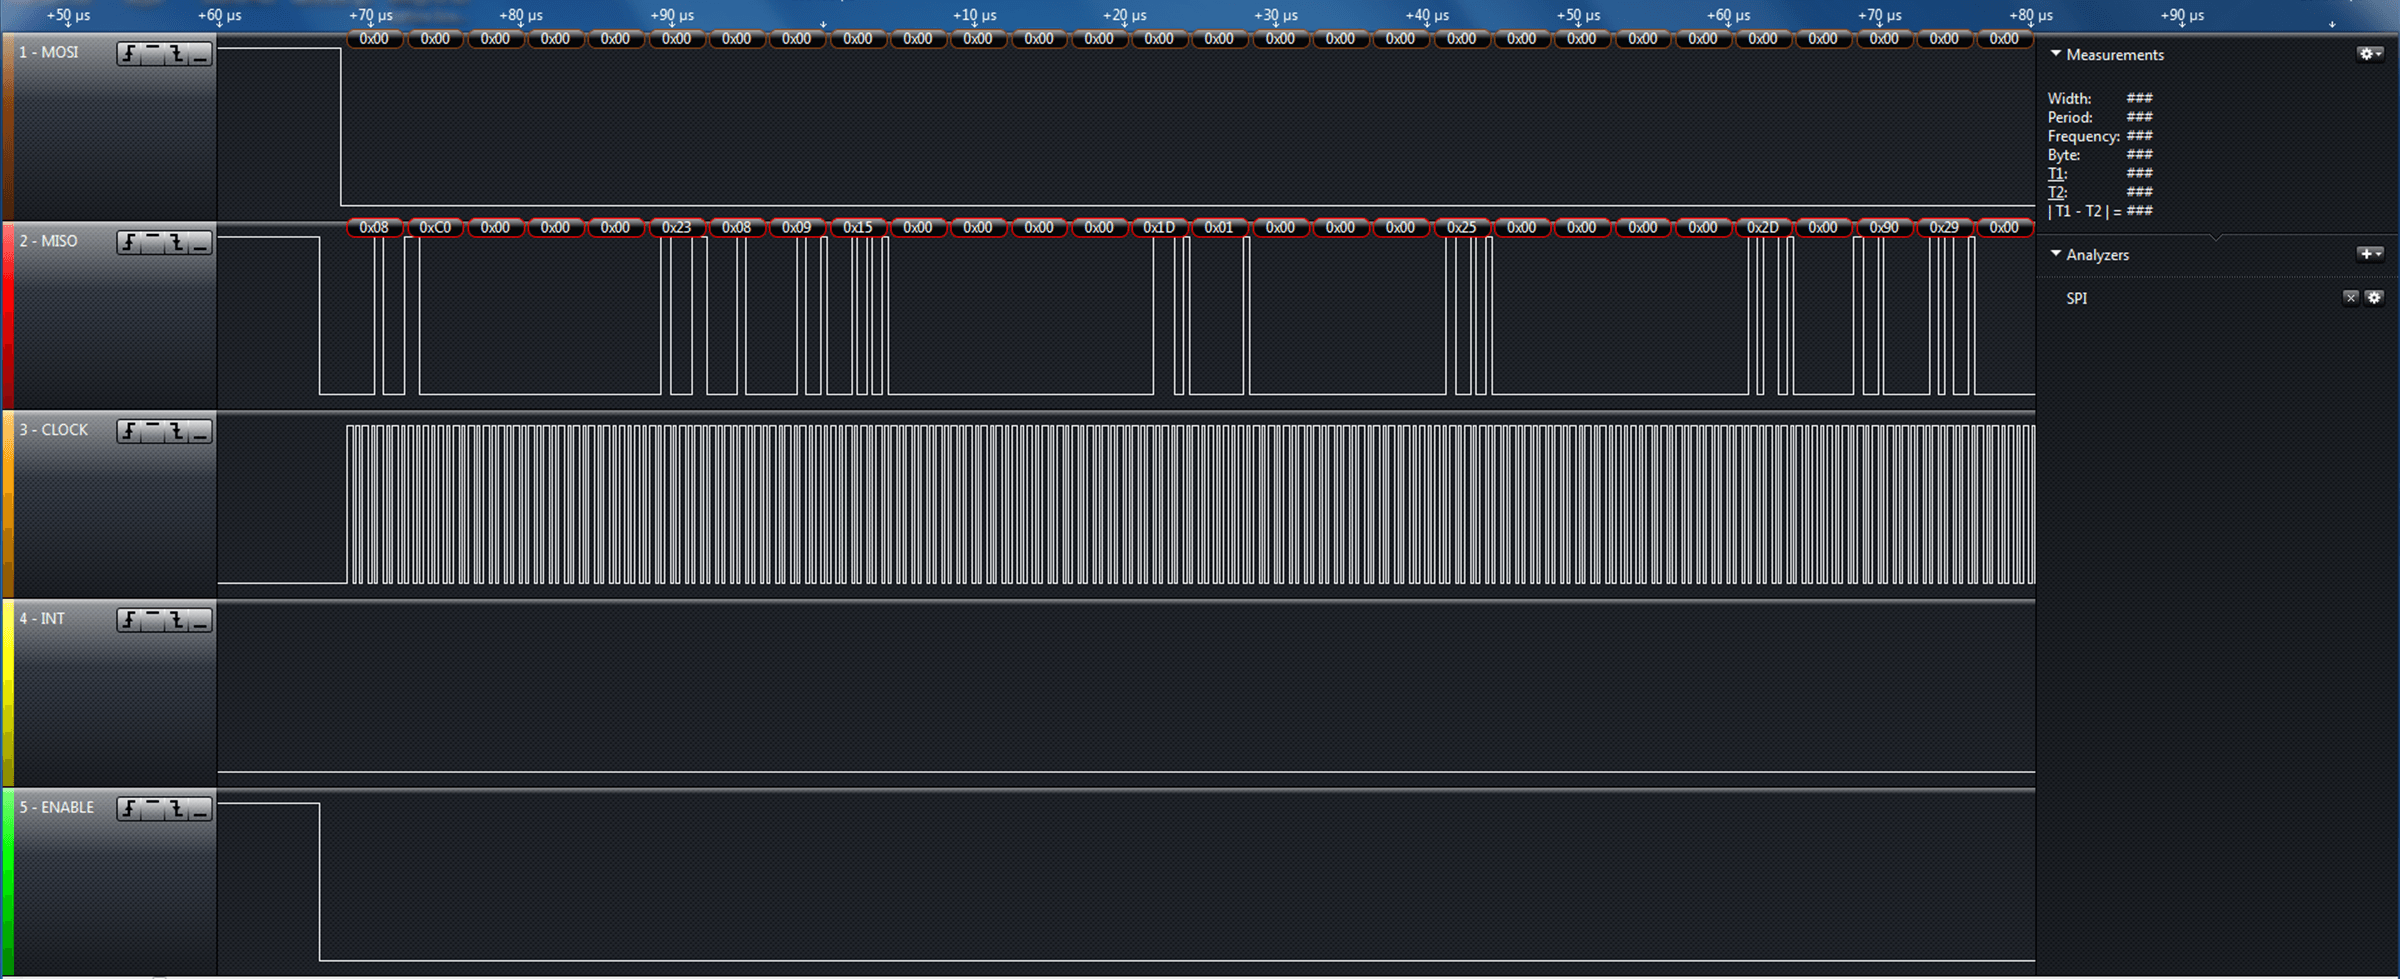 +50 µs +60 µs +70 µs +80 µs +90 µs +10 µs +20 µs +30 µs +40 µs +50 µs +60 µs +70 µs +80 µs +90 µs
0x00 0x00 0x00 0x00 0x00 0x00 0x00 0x00 0x00 0x00 0x00 0x00 0x00 0x00 0x00 0x00 0x00 0x00 0x00 0x00 0x00 0x00 0x00 0x00 0x00 0x00 0x00 0x00
1 - MOSI
0x08 0xC0 0x00 0x00 0x00 0x23 0x08 0x09 0x15 0x00 0x00 0x00 0x00 0x1D 0x01 0x00 0x00 0x00 0x25 0x00 0x00 0x00 0x00 0x2D 0x00 0x90 0x29 0x00
2 - MISO
3 - CLOCK
4 - INT
5 - ENABLE
Measurements
Width: ###
Period: ###
Frequency: ###
Byte: ###
T1: ###
T2: ###
| T1 - T2 | = ###
Analyzers
SPI